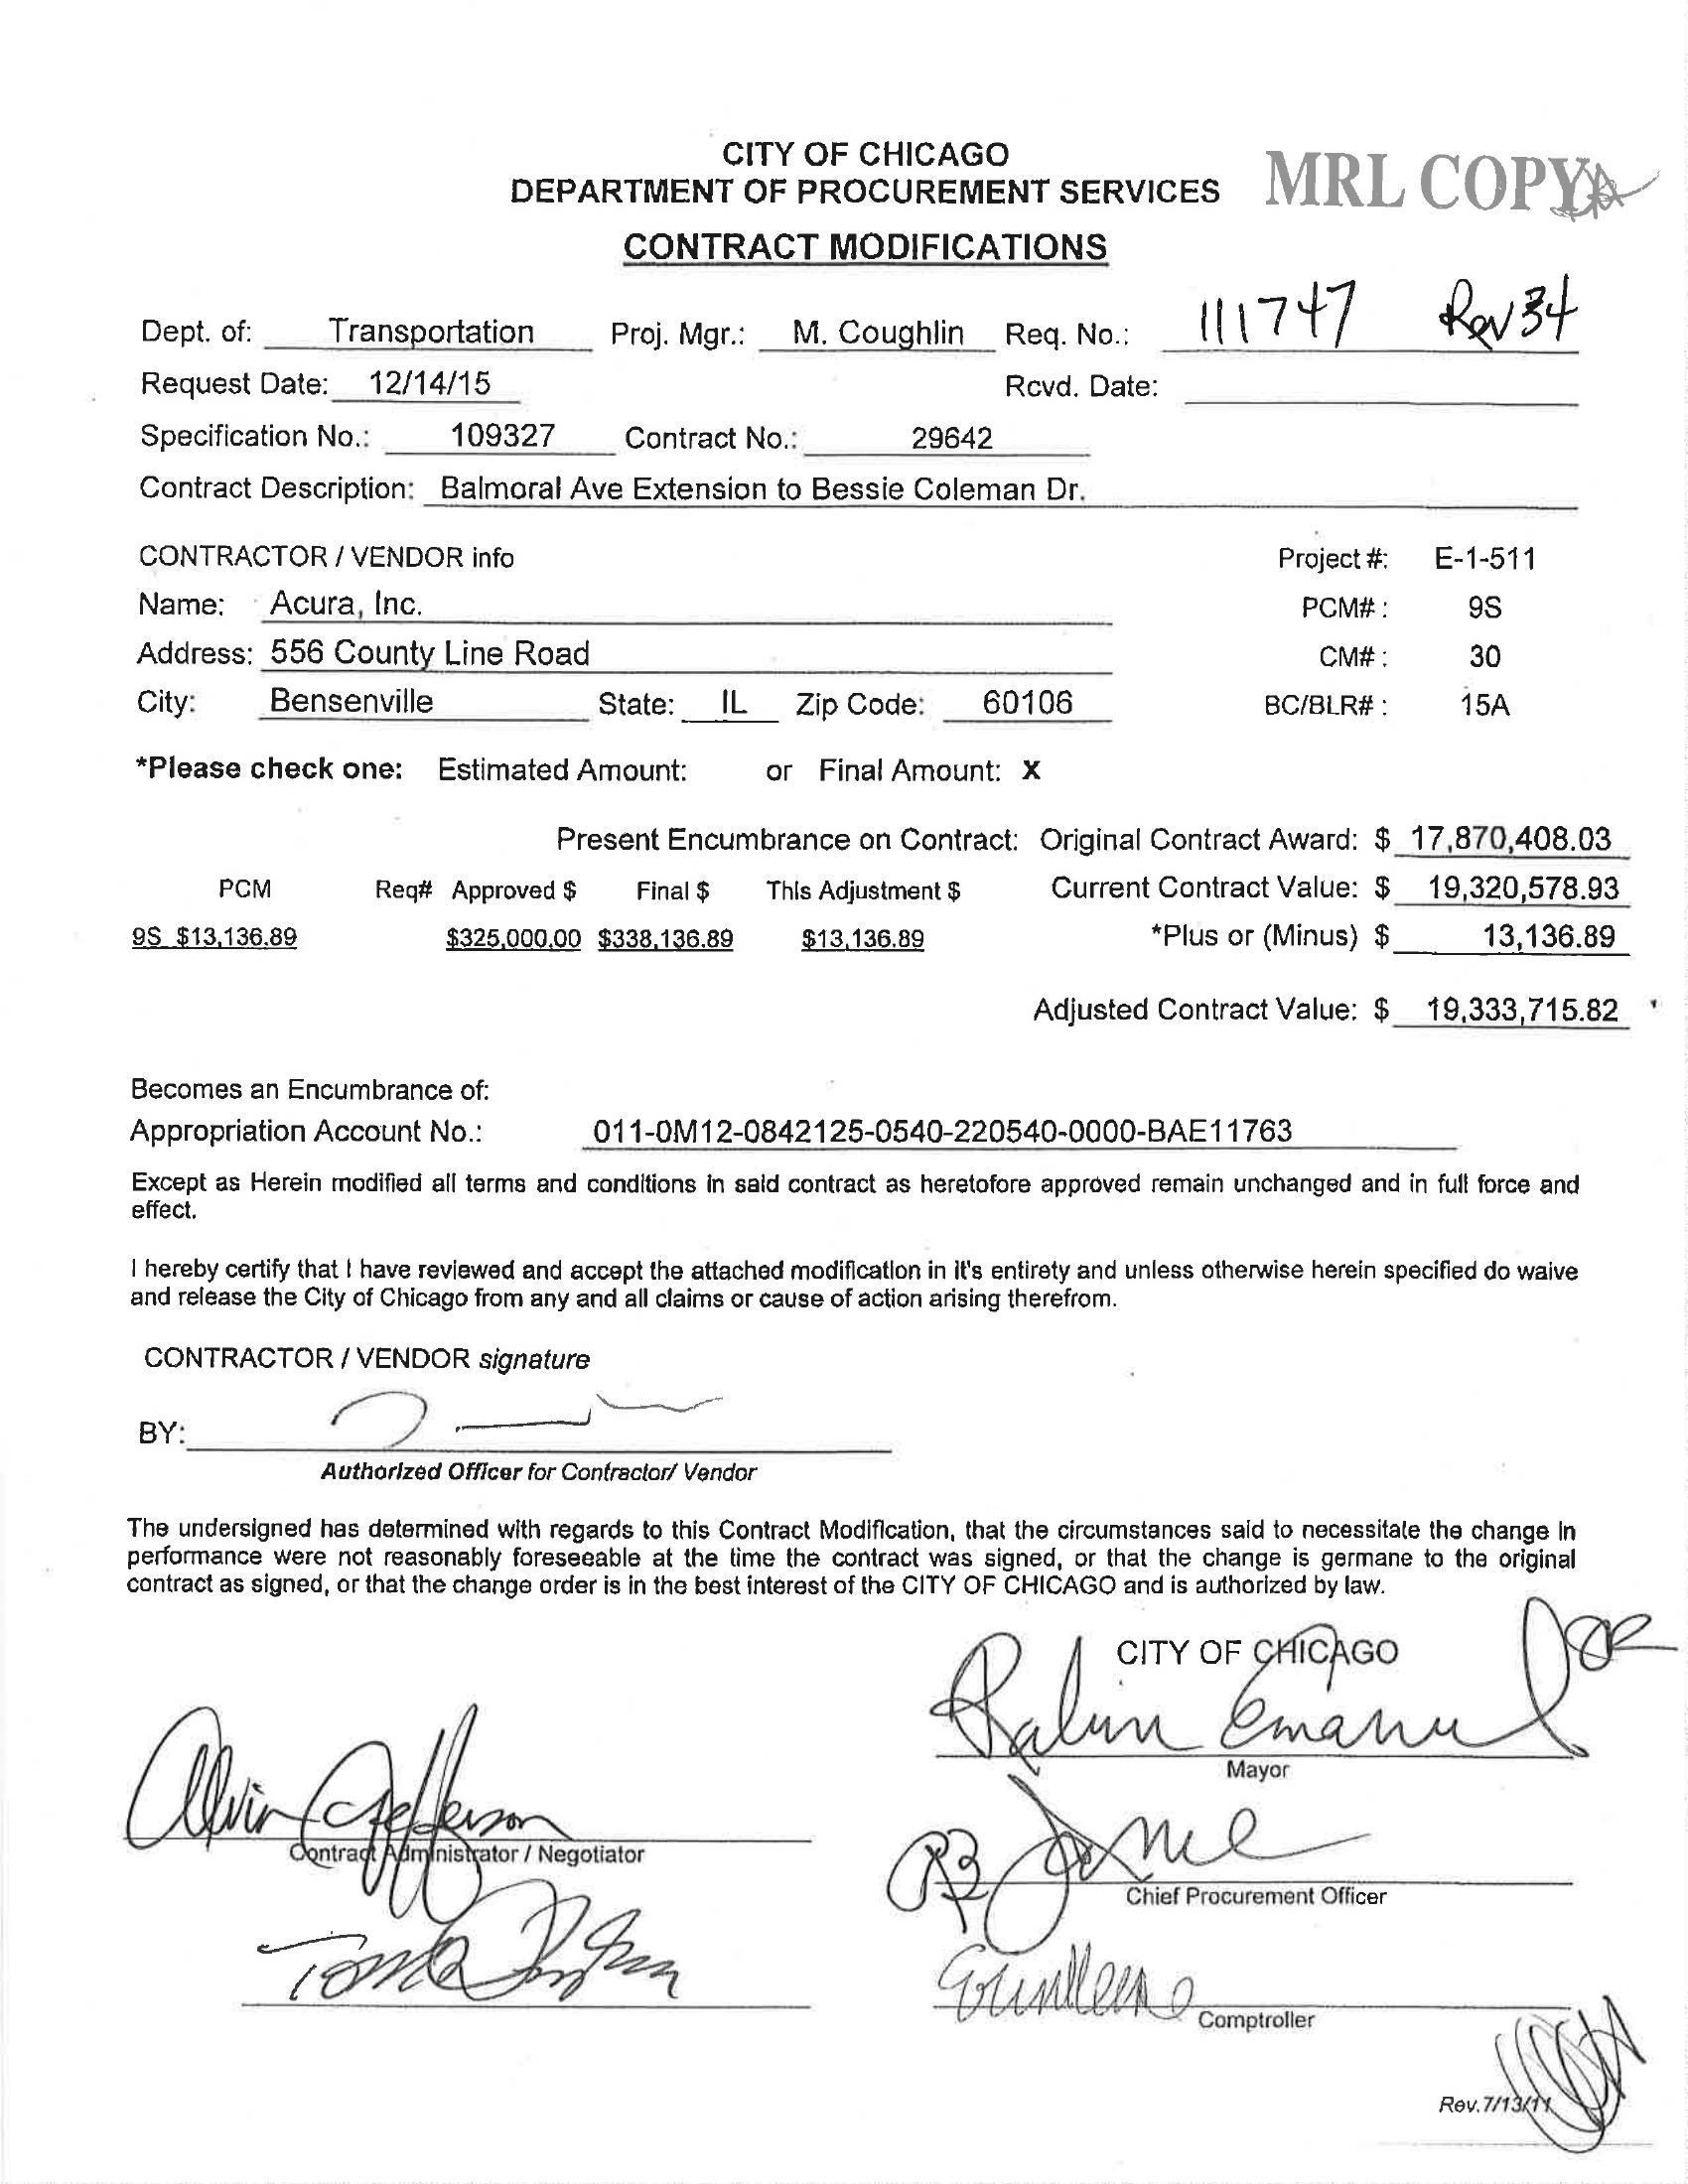 CITY OF CHICAGO
DEPARTMENT OF PROCUREMENT SERVICES
MRL COPY
CONTRACT MODIFICATIONS
Dept. of: Transportation Proj. Mgr.: M. Coughlin Req. No.: 111747 Rev 34
Request Date: 12/14/15 Rcvd. Date:
Specification No.: 109327 Contract No.: 29642
Contract Description: Balmoral Ave Extension to Bessie Coleman Dr.
CONTRACTOR / VENDOR info Project #: E-1-511
Name: Acura, Inc. PCM# : 9S
Address: 556 County Line Road CM# : 30
City: Bensenville State: IL Zip Code: 60106 BC/BLR# : 15A
*Please check one: Estimated Amount: or Final Amount: X
Present Encumbrance on Contract: Original Contract Award: $ 17,870,408.03
PCM Req# Approved $ Final $ This Adjustment $ Current Contract Value: $ 19,320,578.93
9S $13,136.89 $325,000.00 $338,136.89 $13,136.89 *Plus or (Minus) $ 13,136.89
Adjusted Contract Value: $ 19,333,715.82
Becomes an Encumbrance of:
Appropriation Account No.: 011-0M12-0842125-0540-220540-0000-BAE11763
Except as Herein modified all terms and conditions in said contract as heretofore approved remain unchanged and in full force and
effect.
I hereby certify that I have reviewed and accept the attached modification in it's entirety and unless otherwise herein specified do waive
and release the City of Chicago from any and all claims or cause of action arising therefrom.
CONTRACTOR / VENDOR signature
BY:
Authorized Officer for Contractor/ Vendor
The undersigned has determined with regards to this Contract Modification, that the circumstances said to necessitate the change in
performance were not reasonably foreseeable at the time the contract was signed, or that the change is germane to the original
contract as signed, or that the change order is in the best interest of the CITY OF CHICAGO and is authorized by law.
CITY OF CHICAGO
Rahm Emanuel
Mayor
Alvin Jefferson
Contract Administrator / Negotiator
Chief Procurement Officer
Comptroller
Rev.7/13/11